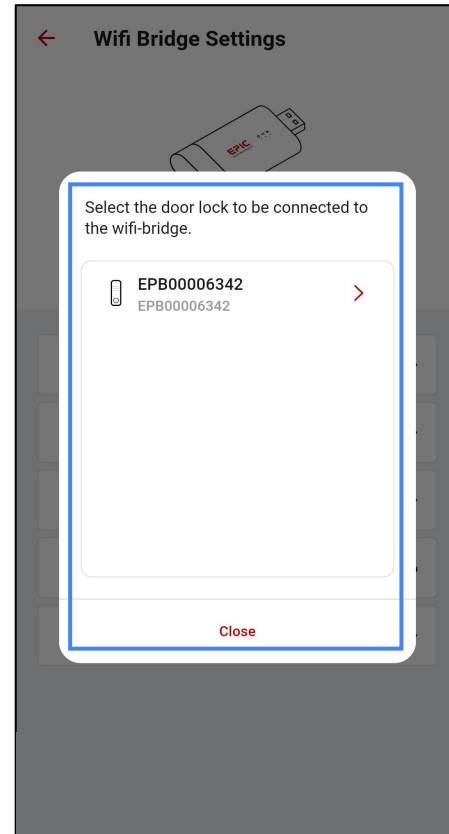 Wifi Bridge Settings
EPIC
Select the door lock to be connected to
the wifi-bridge.
EPB00006342
EPB00006342
Close